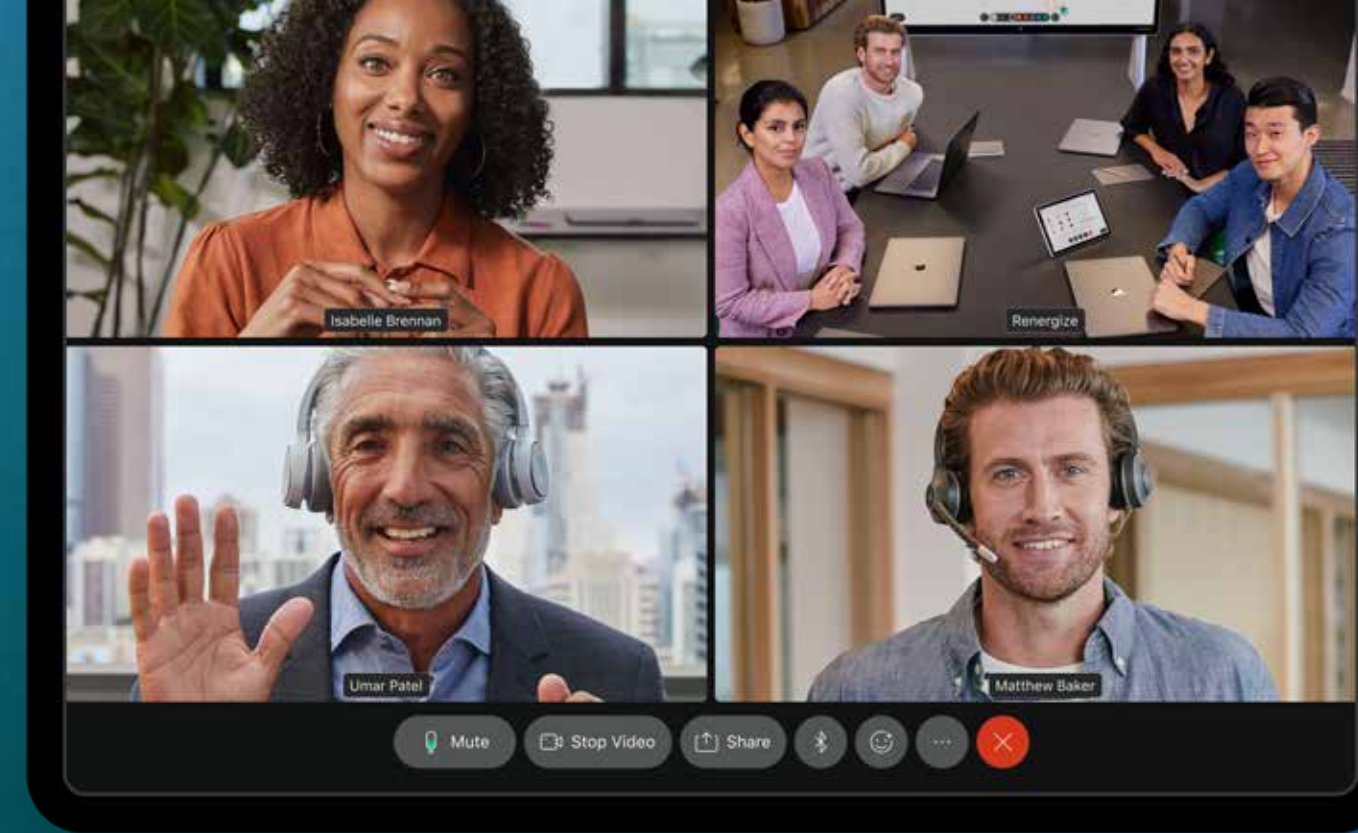 Isabelle Brennan
Renergize
Umar Patel
Matthew Baker
Mute
Stop Video
Share